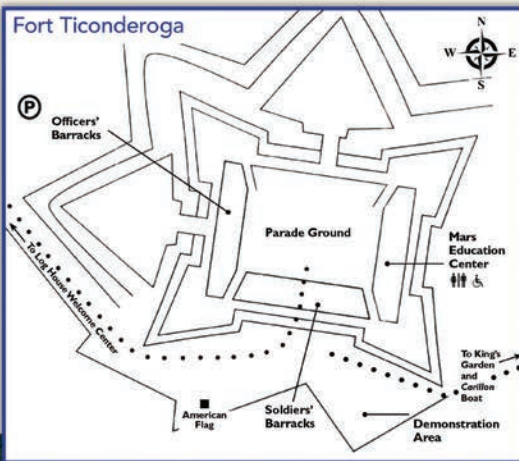 Fort Ticonderoga
N
W E
S
P
Officers'
Barracks
Parade Ground
Mars
Education
Center
To Log House Welcome Center
To King's
Garden
and
Carillon
Boat
American
Flag
Soldiers'
Barracks
Demonstration
Area